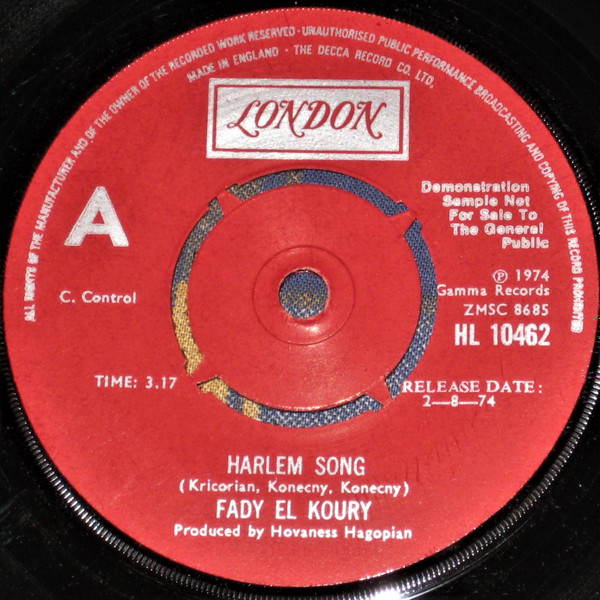 ALL RIGHTS OF THE MANUFACTURER AND OF THE OWNER OF THE RECORDED WORK RESERVED · UNAUTHORISED PUBLIC PERFORMANCE BROADCASTING AND COPYING OF THIS RECORD PROHIBITED
MADE IN ENGLAND · THE DECCA RECORD CO. LTD.
LONDON
A
Demonstration
Sample Not
For Sale To
The General
Public
C. Control
℗ 1974
Gamma Records
ZMSC 8685
HL 10462
TIME: 3.17
RELEASE DATE:
2—8—74
HARLEM SONG
(Kricorian, Konecny, Konecny)
FADY EL KOURY
Produced by Hovaness Hagopian